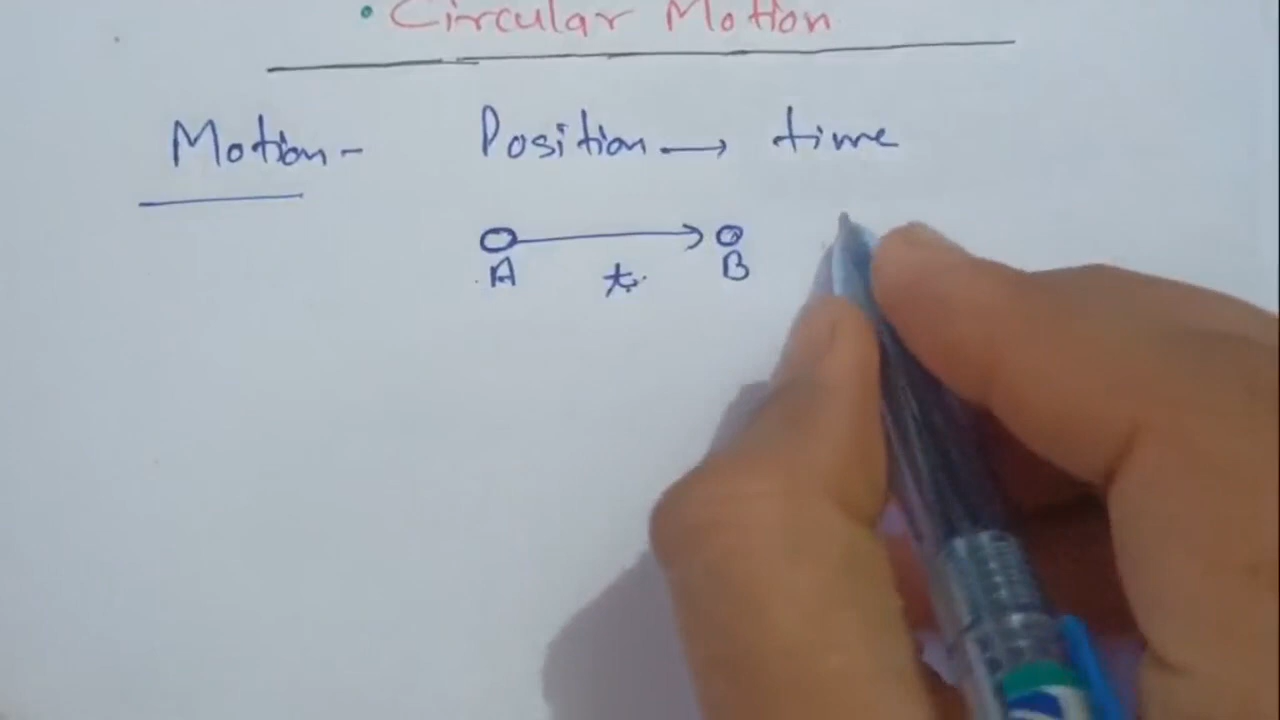 • Circular Motion
Motion - Position → time
A t B